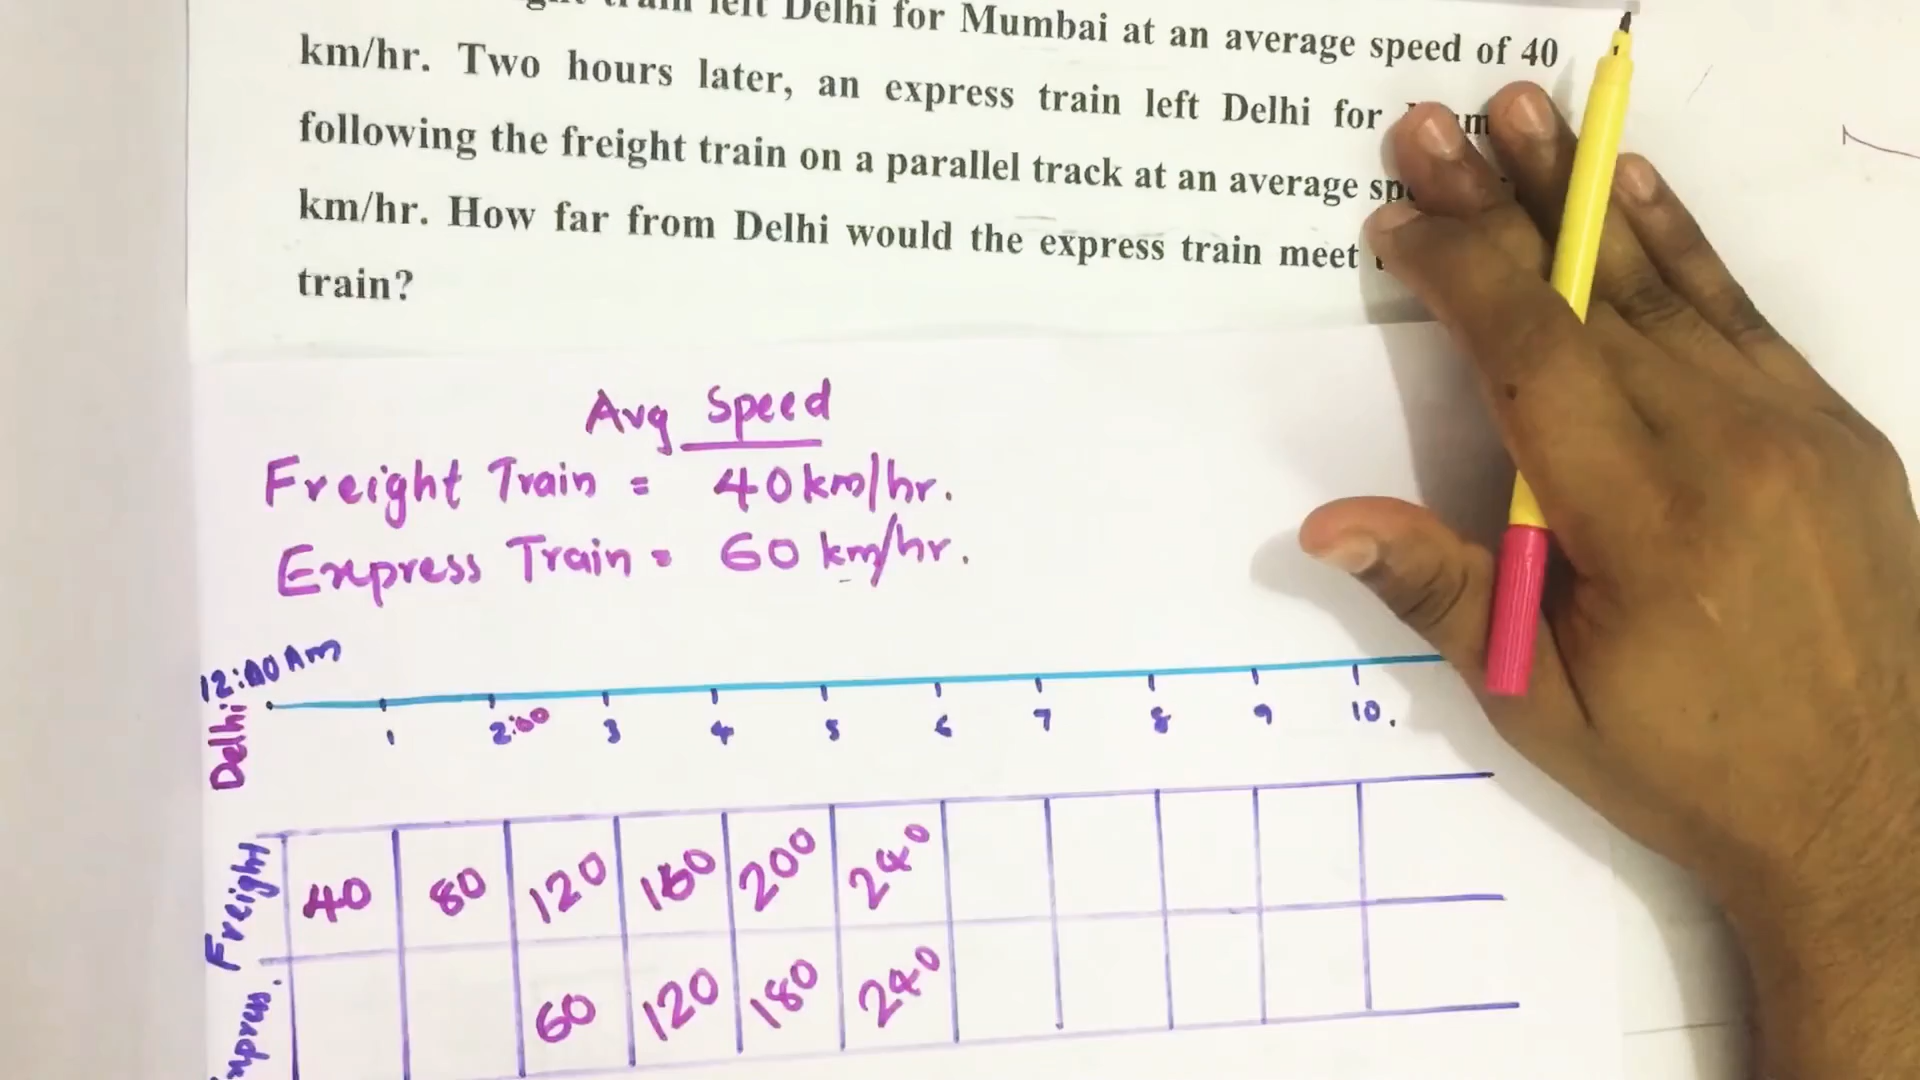 left Delhi for Mumbai at an average speed of 40
km/hr. Two hours later, an express train left Delhi for
following the freight train on a parallel track at an average
km/hr. How far from Delhi would the express train meet
train?
Avg Speed
Freight Train = 40 km/hr.
Express Train = 60 km/hr.
12:00 Am
Delhi
1 2:00 3 4 5 6 7 8 9 10.
Freight 40 80 120 160 200 240
60 120 180 240